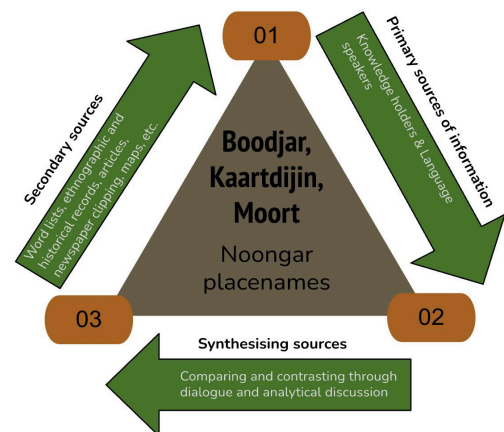 01
Primary sources of information
Knowledge holders & Language
speakers
Secondary sources
Word lists, ethnographic and
historical records, articles,
newspaper clipping, maps, etc.
Boodjar,
Kaartdijin,
Moort
Noongar
placenames
03
02
Synthesising sources
Comparing and contrasting through
dialogue and analytical discussion